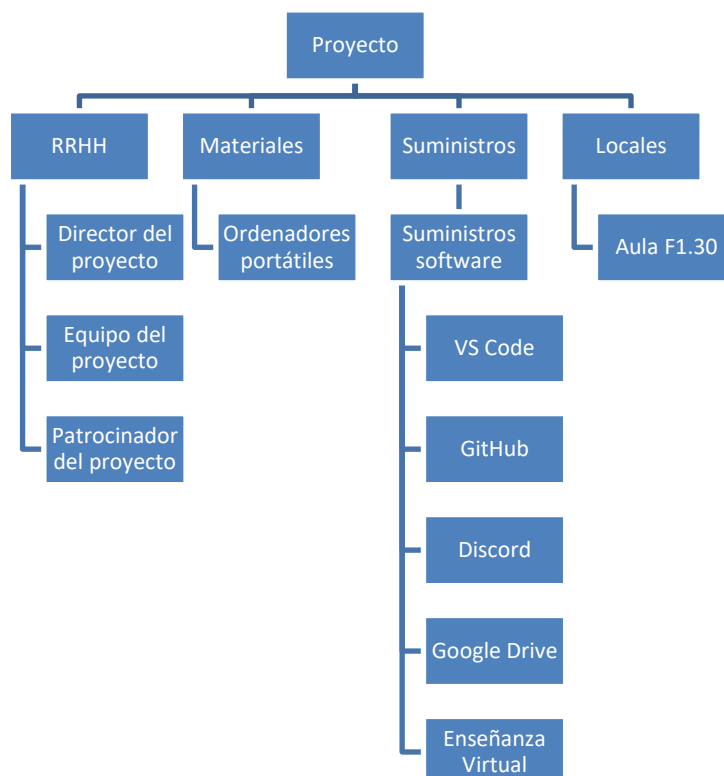 Proyecto
RRHH
Materiales
Suministros
Locales
Director del
proyecto
Ordenadores
portátiles
Suministros
software
Aula F1.30
Equipo del
proyecto
VS Code
Patrocinador
del proyecto
GitHub
Discord
Google Drive
Enseñanza
Virtual